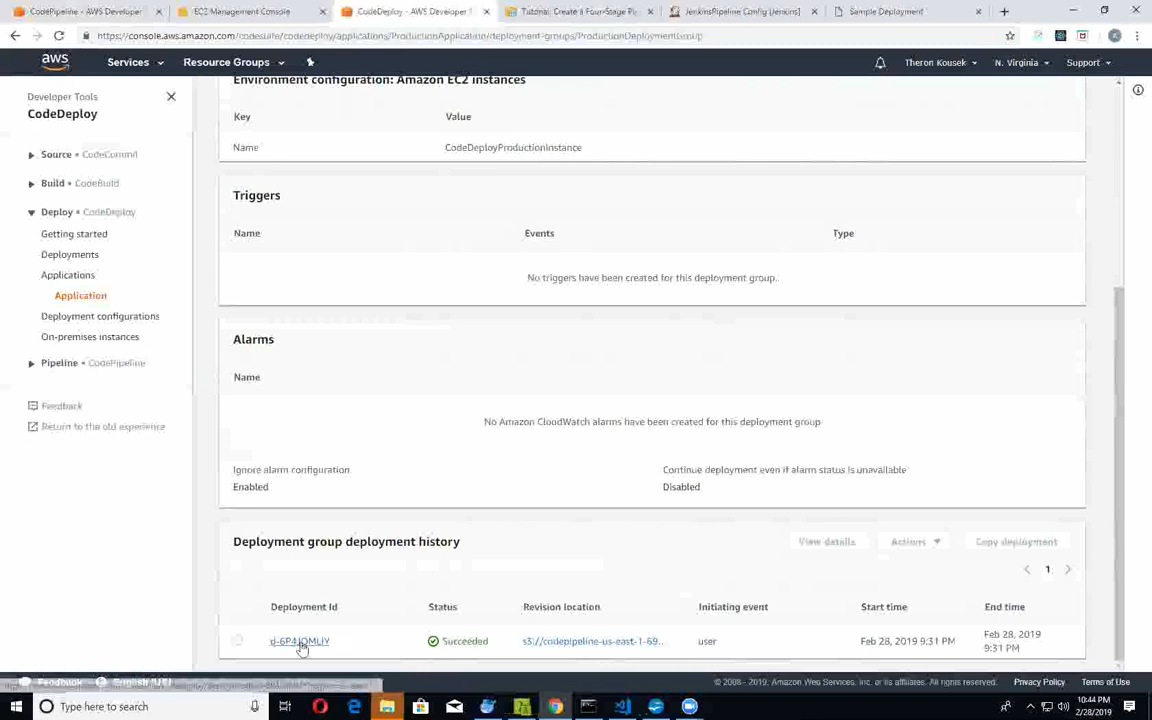 CodePipeline - AWS Developer T
EC2 Management Console
CodeDeploy - AWS Developer T
Tutorial: Create a Four-Stage Pip
JenkinsPipeline Config [Jenkins]
Sample Deployment
https://console.aws.amazon.com/codesuite/codedeploy/applications/ProductionApplication/deployment-groups/ProductionDeploymentGroup
aws
Services
Resource Groups
Theron Kousek
N. Virginia
Support
Developer Tools
CodeDeploy
Source • CodeCommit
Build • CodeBuild
Deploy • CodeDeploy
Getting started
Deployments
Applications
Application
Deployment configurations
On-premises instances
Pipeline • CodePipeline
Feedback
Return to the old experience
Environment configuration: Amazon EC2 instances
Key Value
Name CodeDeployProductionInstance
Triggers
Name Events Type
No triggers have been created for this deployment group.
Alarms
Name
No Amazon CloudWatch alarms have been created for this deployment group
Ignore alarm configuration
Enabled
Continue deployment even if alarm status is unavailable
Disabled
Deployment group deployment history
View details
Actions
Copy deployment
1
Deployment Id Status Revision location Initiating event Start time End time
d-6P4JQMLIY Succeeded s3://codepipeline-us-east-1-69... user Feb 28, 2019 9:31 PM Feb 28, 2019 9:31 PM
Feedback
English (US)
© 2008 - 2019, Amazon Web Services, Inc. or its affiliates. All rights reserved.
Privacy Policy
Terms of Use
Type here to search
10:44 PM
2/28/2019